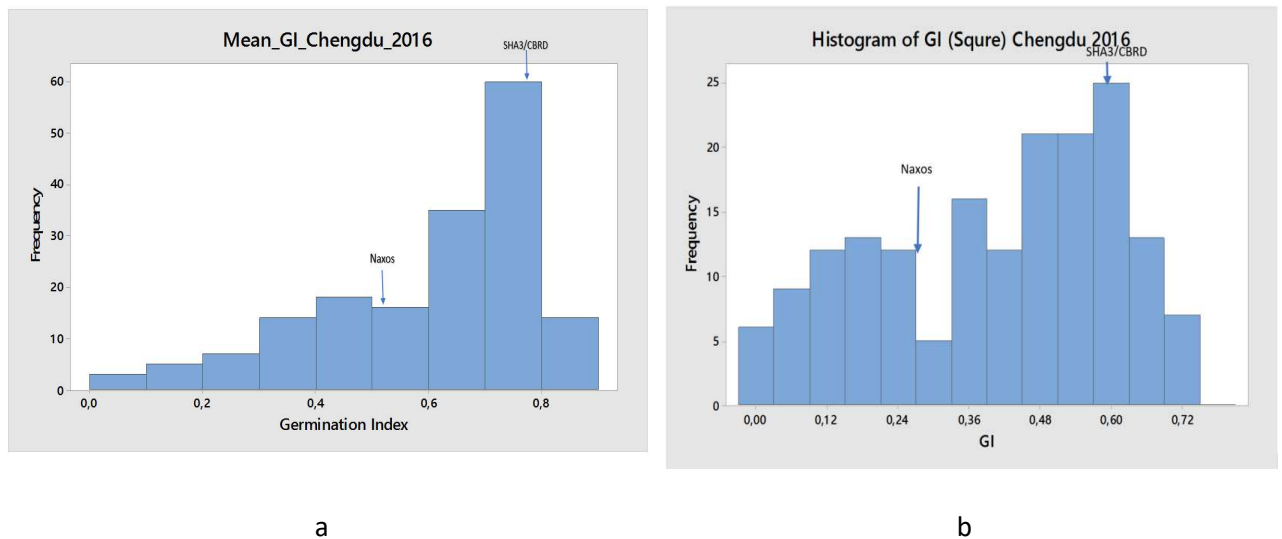 Mean_GI_Chengdu_2016
SHA3/CBRD
60
50
40
30
20
10
0
Frequency
Naxos
0,0 0,2 0,4 0,6 0,8
Germination Index
a
Histogram of GI (Squre) Chengdu 2016
SHA3/CBRD
25
20
15
10
5
0
Frequency
Naxos
0,00 0,12 0,24 0,36 0,48 0,60 0,72
GI
b